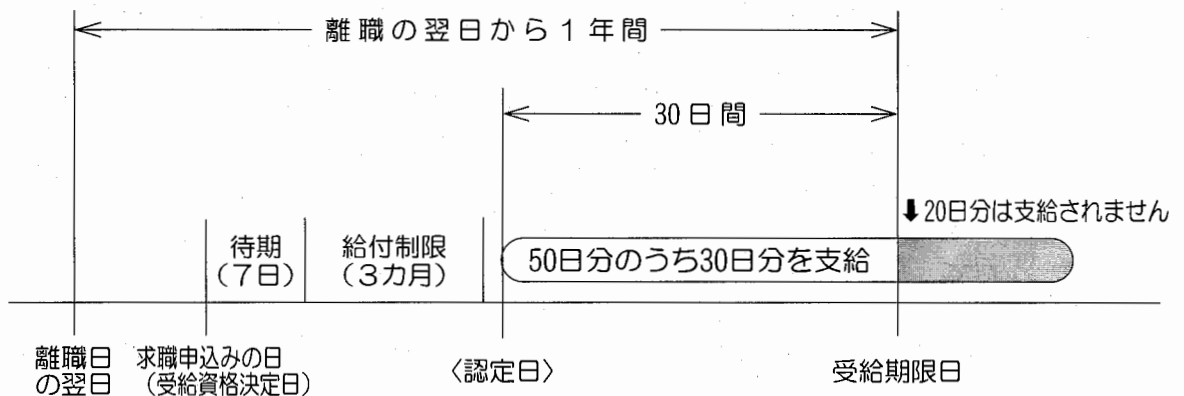 離職の翌日から1年間
30日間
⬇20日分は支給されません
待期
(7日)
給付制限
(3カ月)
50日分のうち30日分を支給
離職日
の翌日
求職申込みの日
(受給資格決定日)
〈認定日〉
受給期限日